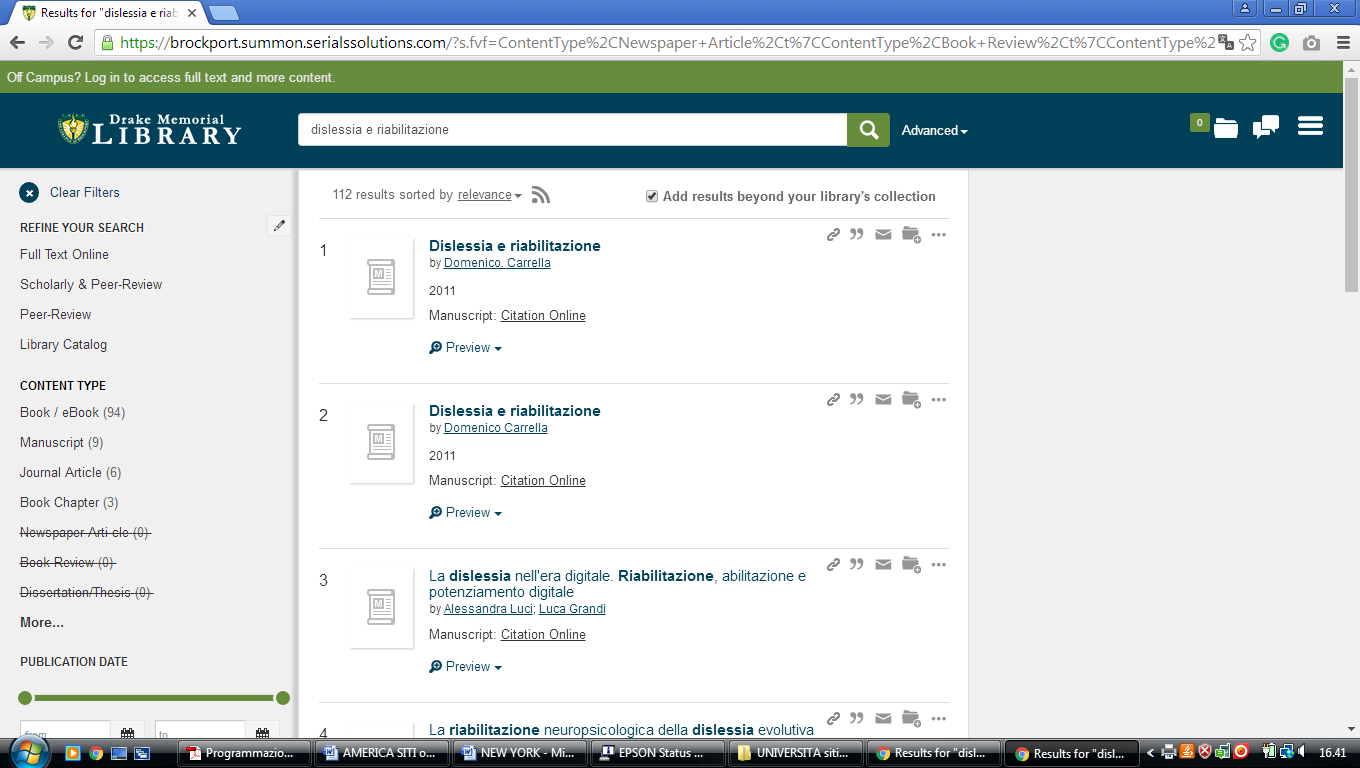 Results for "dislessia e riab
https://brockport.summon.serialssolutions.com/?s.fvf=ContentType%2CNewspaper+Article%2Ct%7CContentType%2CBook+Review%2Ct%7CContentType%2
Off Campus? Log in to access full text and more content.
Drake Memorial
LIBRARY
dislessia e riabilitazione
Advanced
0
Clear Filters
REFINE YOUR SEARCH
Full Text Online
Scholarly & Peer-Review
Peer-Review
Library Catalog
CONTENT TYPE
Book / eBook (94)
Manuscript (9)
Journal Article (6)
Book Chapter (3)
Newspaper Arti cle (0)
Book Review (0)
Dissertation/Thesis (0)
More...
PUBLICATION DATE
from
to
112 results sorted by relevance
Add results beyond your library's collection
1
M
Dislessia e riabilitazione
by Domenico. Carrella
2011
Manuscript: Citation Online
Preview
2
M
Dislessia e riabilitazione
by Domenico Carrella
2011
Manuscript: Citation Online
Preview
3
M
La dislessia nell'era digitale. Riabilitazione, abilitazione e
potenziamento digitale
by Alessandra Luci; Luca Grandi
Manuscript: Citation Online
Preview
4
La riabilitazione neuropsicologica della dislessia evolutiva
Programmazio...
AMERICA SITI o...
NEW YORK - Mi...
EPSON Status ...
UNIVERSITA siti...
Results for "disl...
Results for "disl...
16.41